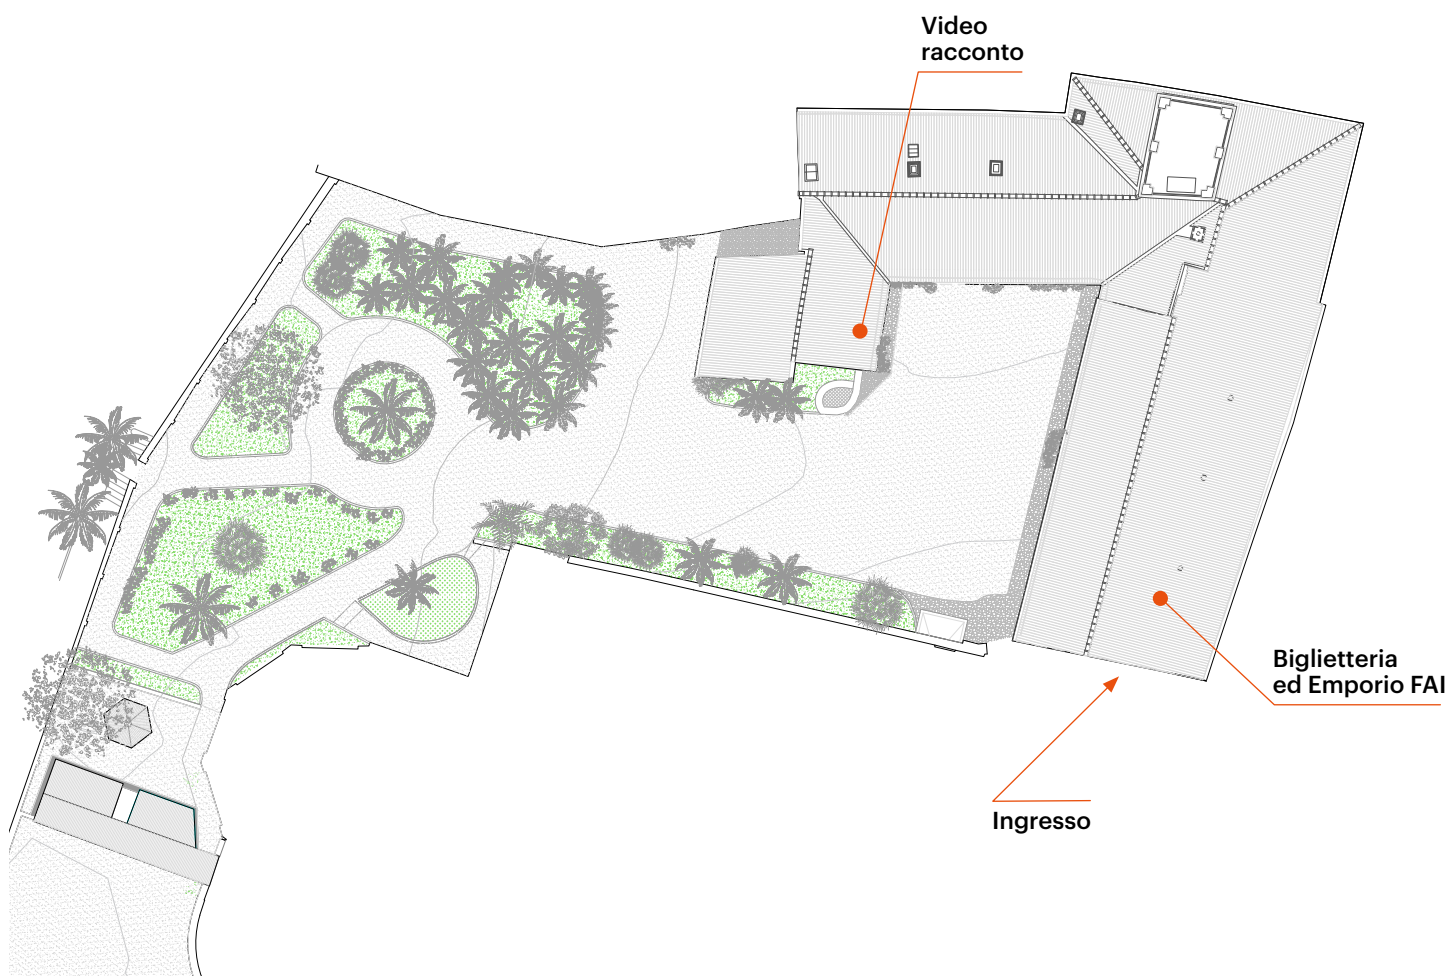 Video
racconto
Biglietteria
ed Emporio FAI
Ingresso